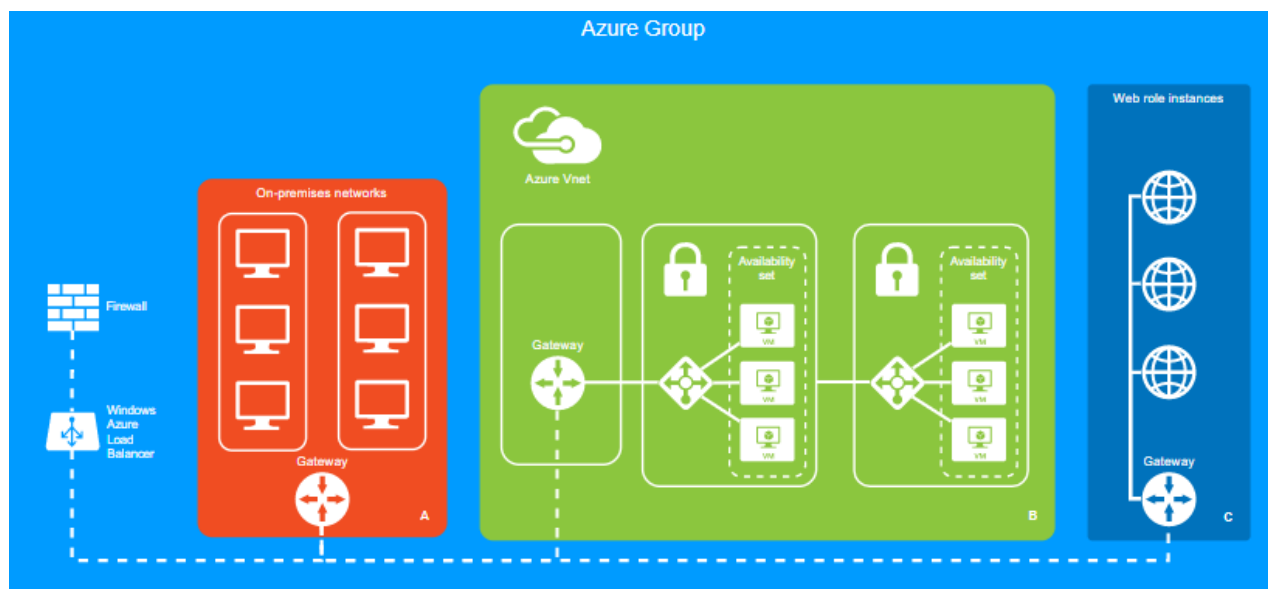 Azure Group
Web role instances
Azure Vnet
On-premises networks
Availability
set
Availability
set
Firewall
VM
VM
Gateway
VM
VM
Windows
Azure
Load
Balancer
VM
VM
Gateway
Gateway
A
B
C